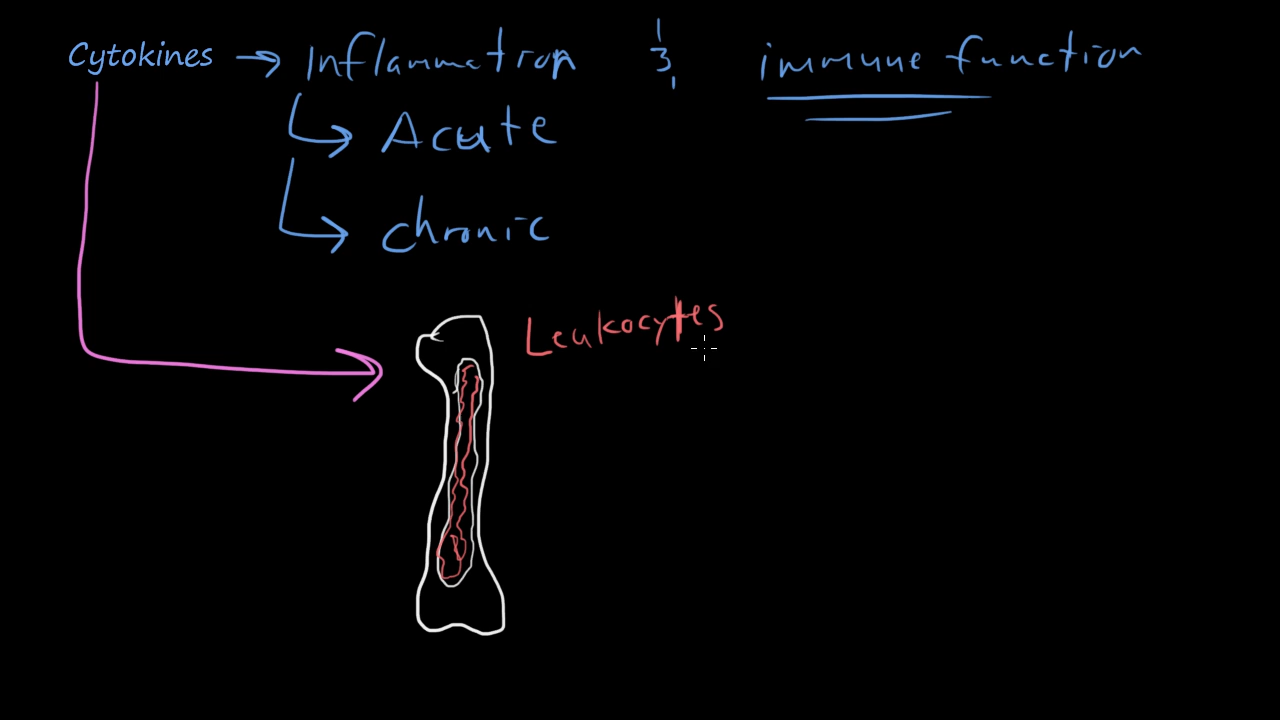 Cytokines → Inflammation & immune function
↳ Acute
↳ chronic
Leukocytes